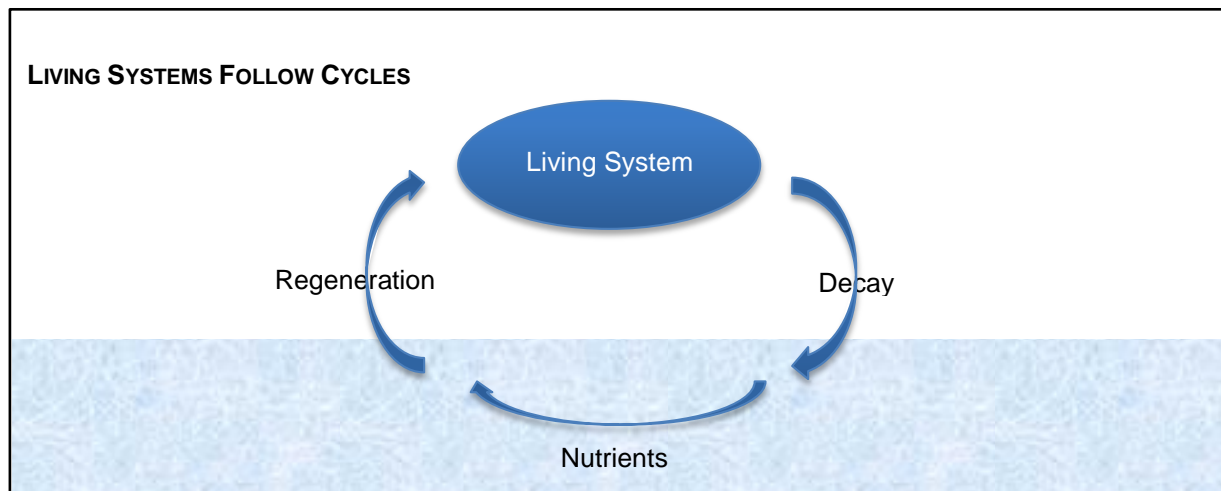 LIVING SYSTEMS FOLLOW CYCLES
Living System
Regeneration
Decay
Nutrients